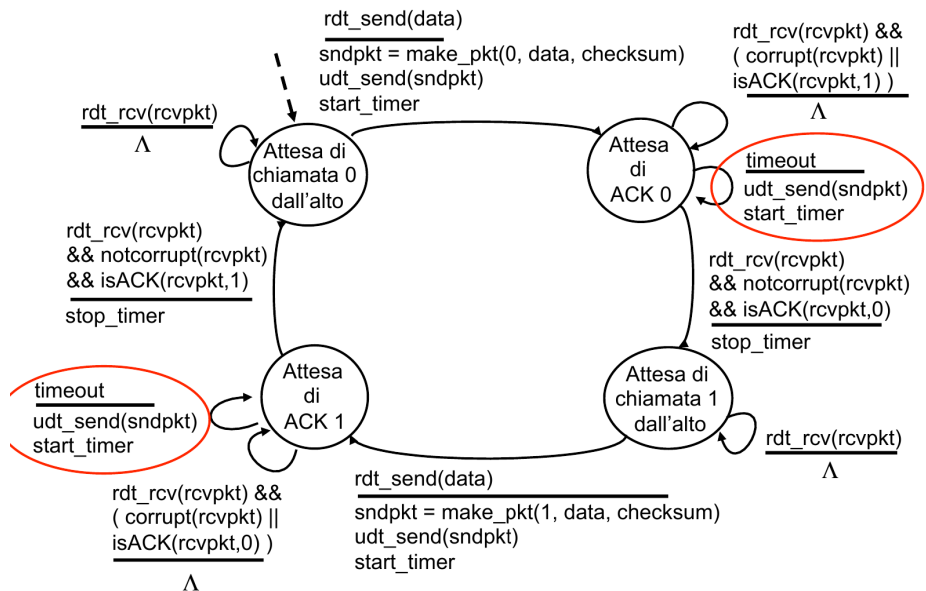 rdt_send(data)
sndpkt = make_pkt(0, data, checksum)
udt_send(sndpkt)
start_timer
rdt_rcv(rcvpkt) &&
( corrupt(rcvpkt) ||
isACK(rcvpkt,1) )
Λ
rdt_rcv(rcvpkt)
Λ
Attesa di
chiamata 0
dall'alto
Attesa
di
ACK 0
timeout
udt_send(sndpkt)
start_timer
rdt_rcv(rcvpkt)
&& notcorrupt(rcvpkt)
&& isACK(rcvpkt,1)
stop_timer
rdt_rcv(rcvpkt)
&& notcorrupt(rcvpkt)
&& isACK(rcvpkt,0)
stop_timer
timeout
udt_send(sndpkt)
start_timer
Attesa
di
ACK 1
Attesa di
chiamata 1
dall'alto
rdt_rcv(rcvpkt)
Λ
rdt_rcv(rcvpkt) &&
( corrupt(rcvpkt) ||
isACK(rcvpkt,0) )
Λ
rdt_send(data)
sndpkt = make_pkt(1, data, checksum)
udt_send(sndpkt)
start_timer